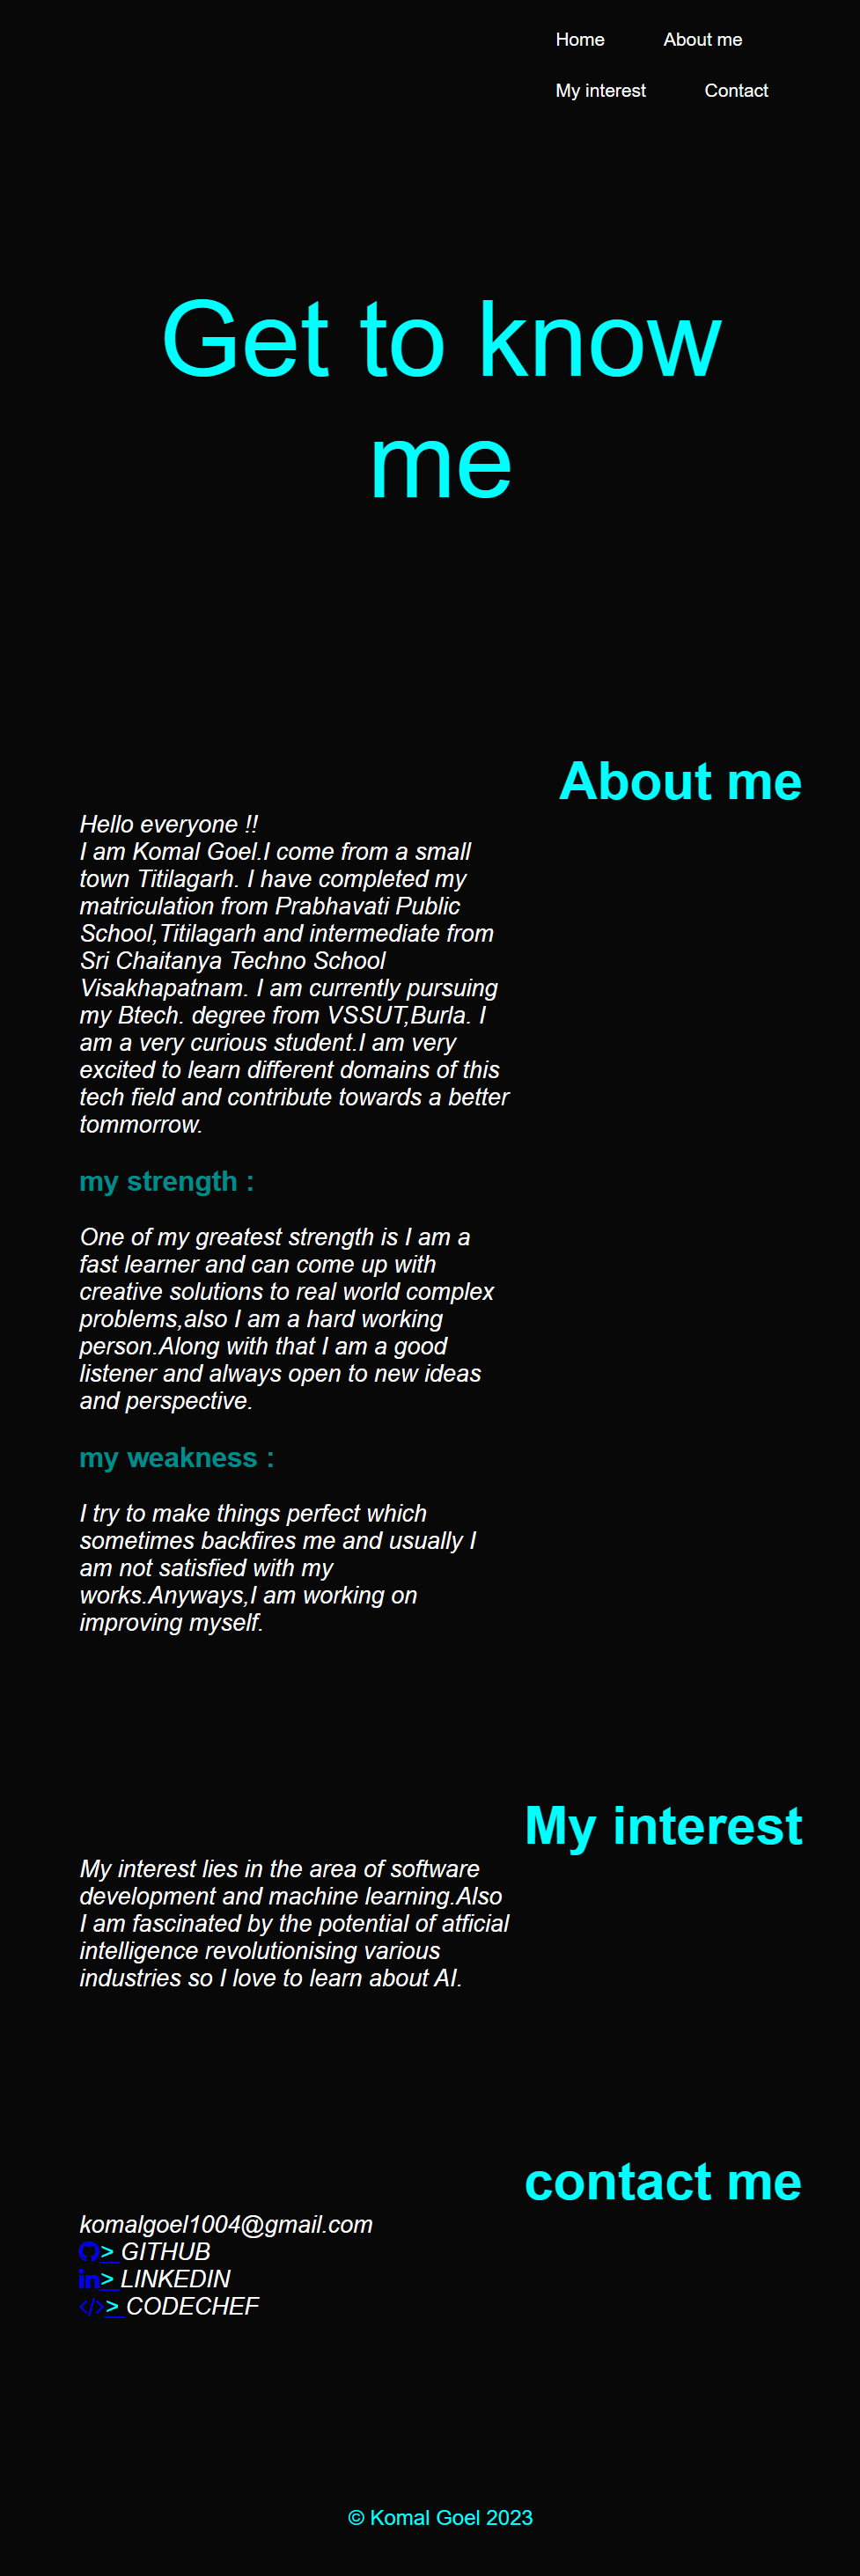 Home About me
My interest Contact
Get to know
me
About me
Hello everyone !!
I am Komal Goel.I come from a small
town Titilagarh. I have completed my
matriculation from Prabhavati Public
School,Titilagarh and intermediate from
Sri Chaitanya Techno School
Visakhapatnam. I am currently pursuing
my Btech. degree from VSSUT,Burla. I
am a very curious student.I am very
excited to learn different domains of this
tech field and contribute towards a better
tommorrow.
my strength :
One of my greatest strength is I am a
fast learner and can come up with
creative solutions to real world complex
problems,also I am a hard working
person.Along with that I am a good
listener and always open to new ideas
and perspective.
my weakness :
I try to make things perfect which
sometimes backfires me and usually I
am not satisfied with my
works.Anyways,I am working on
improving myself.
My interest
My interest lies in the area of software
development and machine learning.Also
I am fascinated by the potential of atficial
intelligence revolutionising various
industries so I love to learn about AI.
contact me
komalgoel1004@gmail.com
> GITHUB
in> LINKEDIN
</>> CODECHEF
© Komal Goel 2023